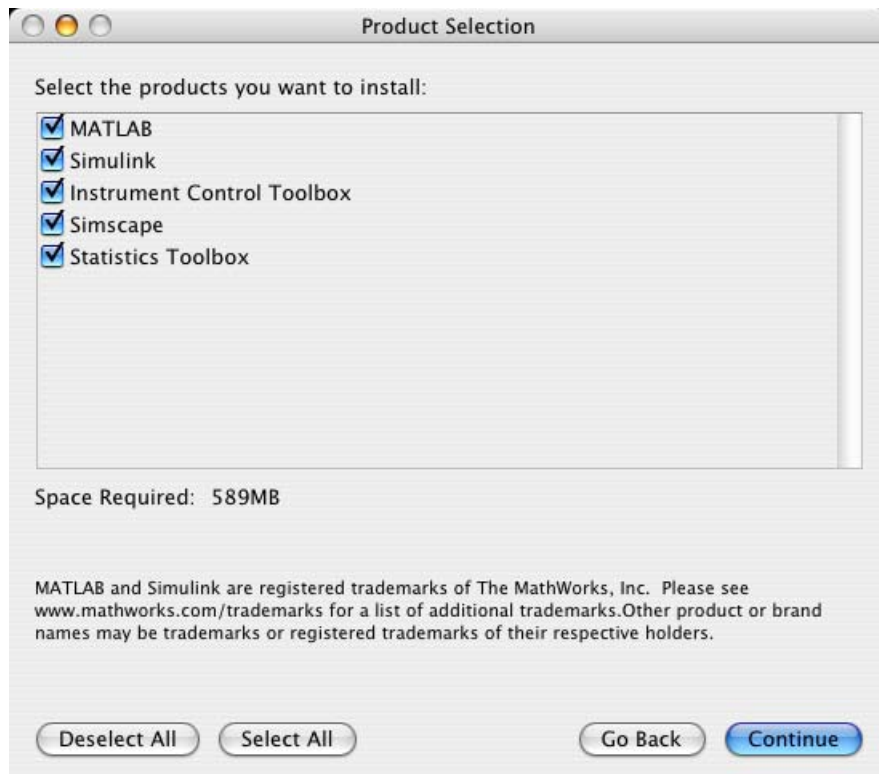 Product Selection
Select the products you want to install:
MATLAB
Simulink
Instrument Control Toolbox
Simscape
Statistics Toolbox
Space Required: 589MB
MATLAB and Simulink are registered trademarks of The MathWorks, Inc. Please see
www.mathworks.com/trademarks for a list of additional trademarks.Other product or brand
names may be trademarks or registered trademarks of their respective holders.
Deselect All Select All Go Back Continue